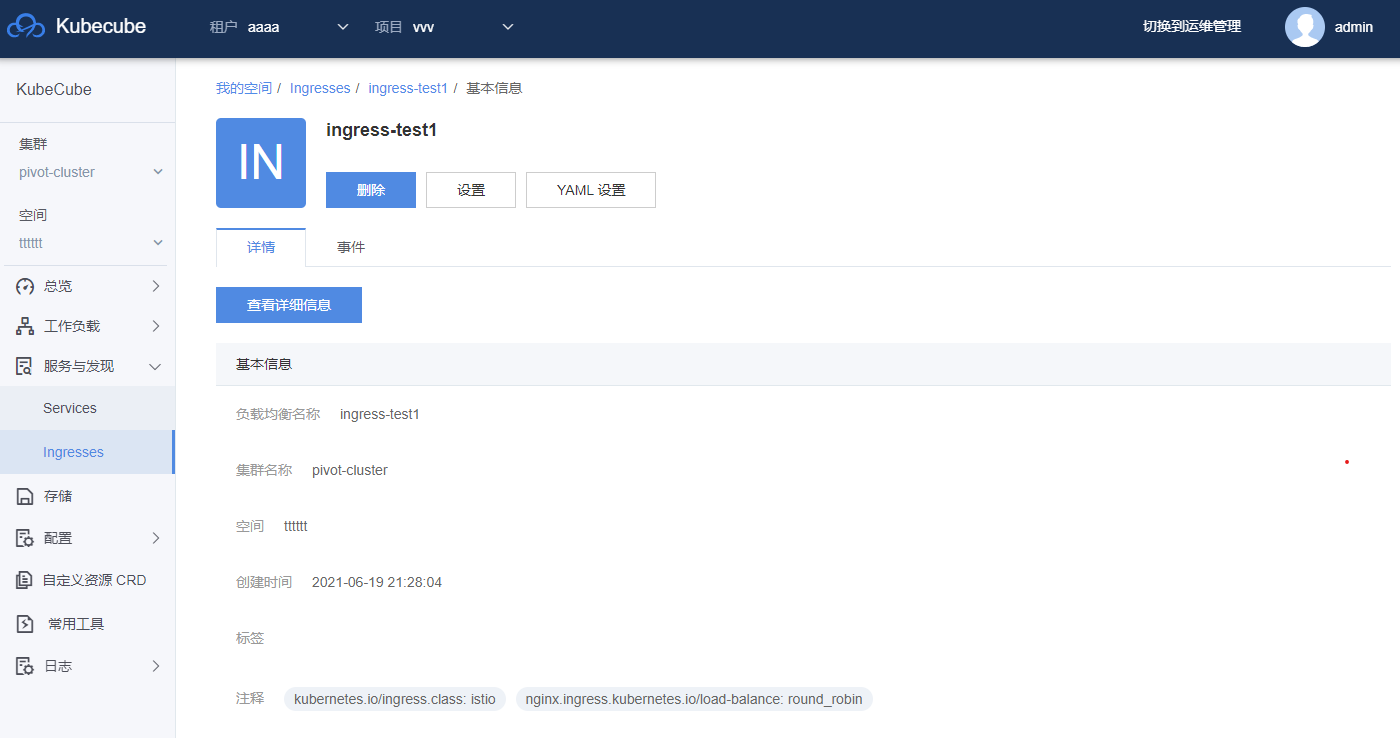 Kubecube 租户 aaaa 项目 vvv 切换到运维管理 admin
KubeCube
集群
pivot-cluster
空间
tttttt
总览
工作负载
服务与发现
Services
Ingresses
存储
配置
自定义资源 CRD
常用工具
日志
我的空间 / Ingresses / ingress-test1 / 基本信息
IN
ingress-test1
删除 设置 YAML 设置
详情 事件
查看详细信息
基本信息
负载均衡名称 ingress-test1
集群名称 pivot-cluster
空间 tttttt
创建时间 2021-06-19 21:28:04
标签
注释 kubernetes.io/ingress.class: istio nginx.ingress.kubernetes.io/load-balance: round_robin